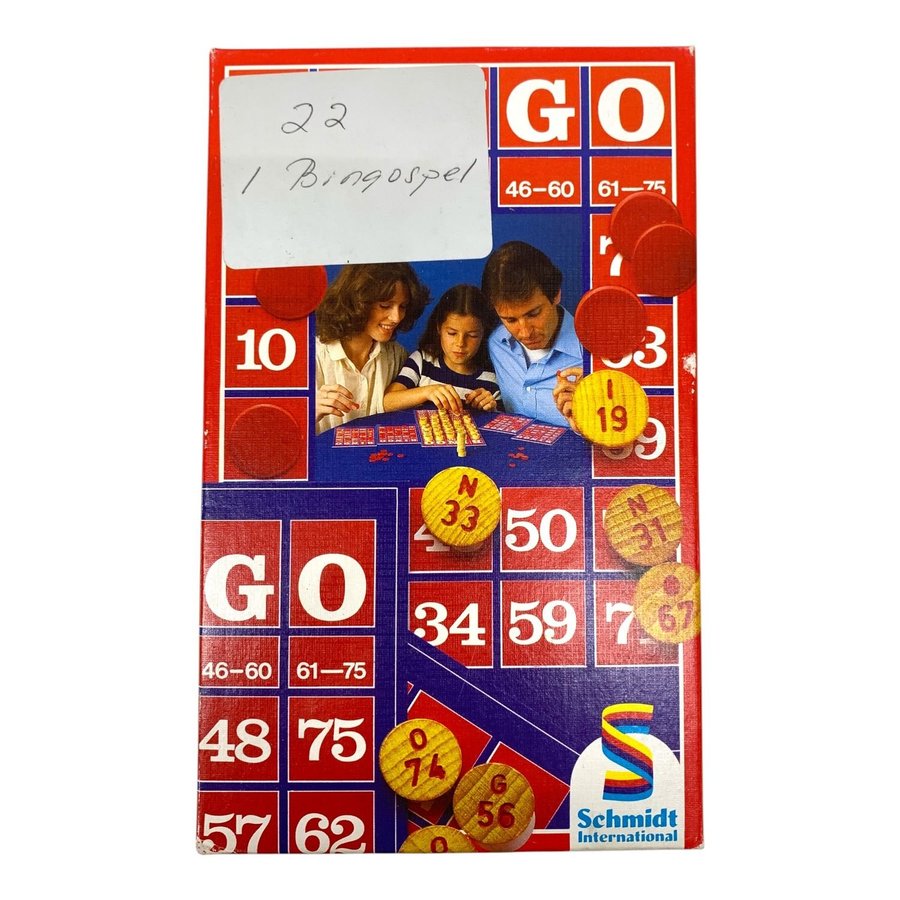 22
1 Bingospel
GO
46–60 61—75
10
I
19
N
33
50
N
31
O
67
34 59
GO
46–60 61—75
48 75
57 62
O
74
G
56
O
Schmidt
International